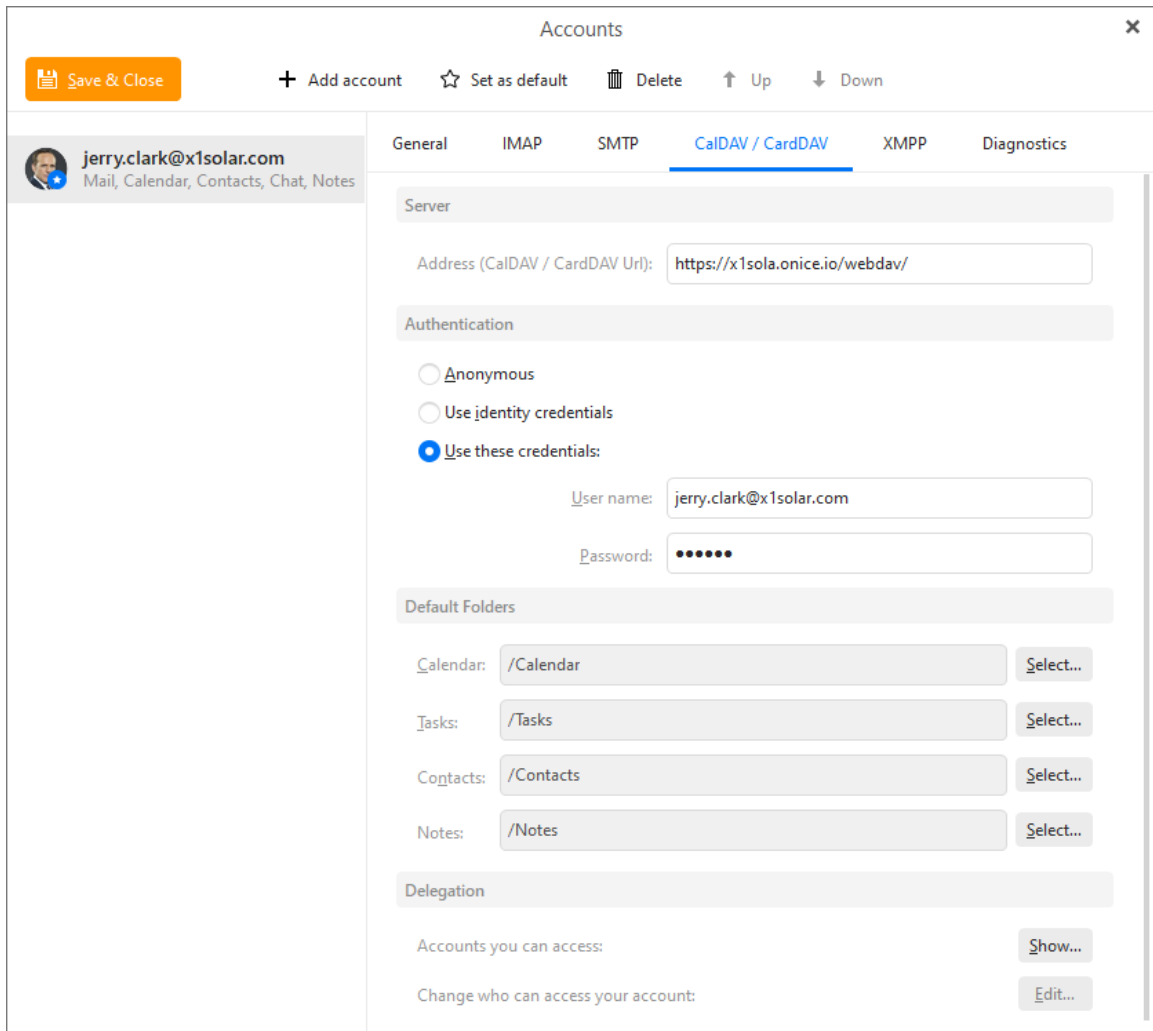 Accounts
Save & Close
Add account
Set as default
Delete
Up
Down
jerry.clark@x1solar.com
Mail, Calendar, Contacts, Chat, Notes
General
IMAP
SMTP
CalDAV / CardDAV
XMPP
Diagnostics
Server
Address (CalDAV / CardDAV Url): https://x1sola.onice.io/webdav/
Authentication
Anonymous
Use identity credentials
Use these credentials:
User name: jerry.clark@x1solar.com
Password: ••••••
Default Folders
Calendar: /Calendar Select...
Tasks: /Tasks Select...
Contacts: /Contacts Select...
Notes: /Notes Select...
Delegation
Accounts you can access: Show...
Change who can access your account: Edit...